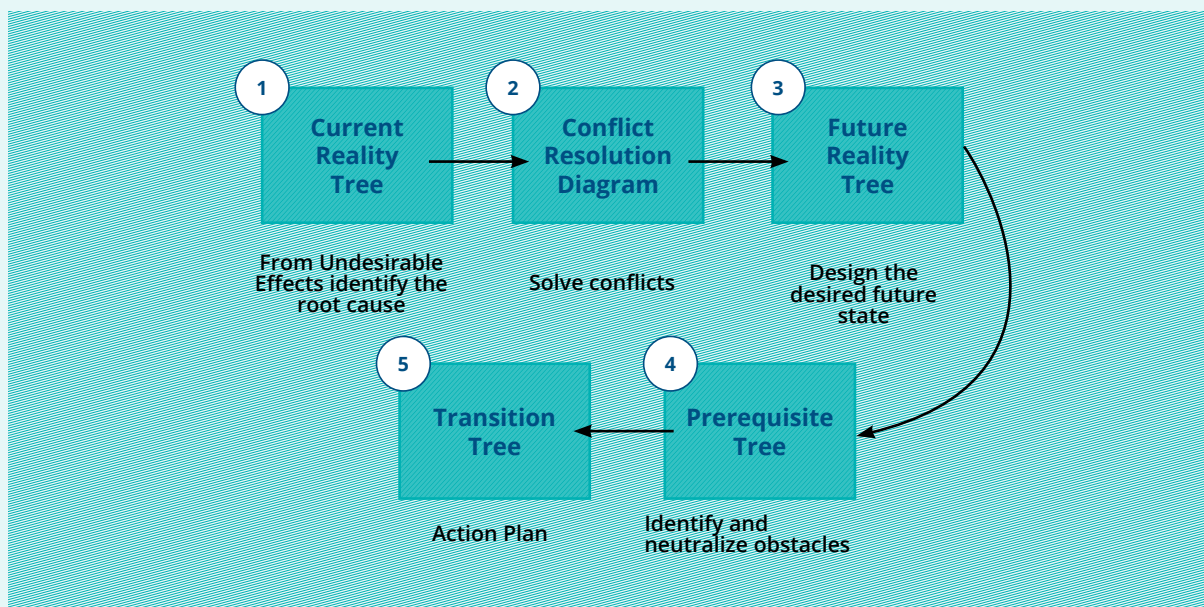 1
Current
Reality
Tree
2
Conflict
Resolution
Diagram
3
Future
Reality
Tree
From Undesirable
Effects identify the
root cause
Solve conflicts
Design the
desired future
state
5
Transition
Tree
4
Prerequisite
Tree
Action Plan
Identify and
neutralize obstacles